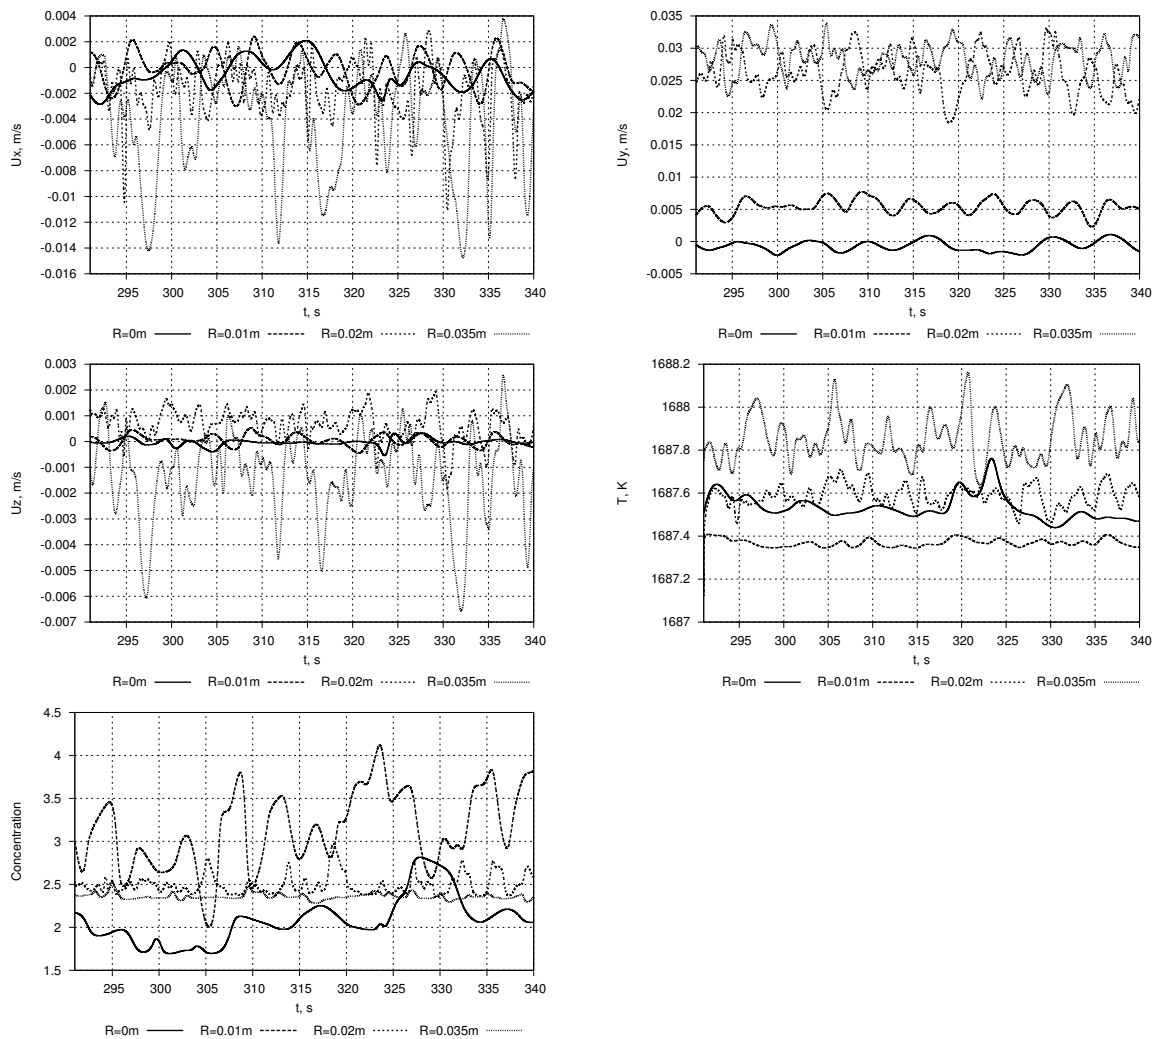 0.004
0.002
0
-0.002
-0.004
-0.006
-0.008
-0.01
-0.012
-0.014
-0.016
Ux, m/s
295 300 305 310 315 320 325 330 335 340
t, s
R=0m R=0.01m R=0.02m R=0.035m
0.035
0.03
0.025
0.02
0.015
0.01
0.005
0
-0.005
Uy, m/s
295 300 305 310 315 320 325 330 335 340
t, s
R=0m R=0.01m R=0.02m R=0.035m
0.003
0.002
0.001
0
-0.001
-0.002
-0.003
-0.004
-0.005
-0.006
-0.007
Uz, m/s
295 300 305 310 315 320 325 330 335 340
t, s
R=0m R=0.01m R=0.02m R=0.035m
1688.2
1688
1687.8
1687.6
1687.4
1687.2
1687
T, K
295 300 305 310 315 320 325 330 335 340
t, s
R=0m R=0.01m R=0.02m R=0.035m
4.5
4
3.5
3
2.5
2
1.5
Concentration
295 300 305 310 315 320 325 330 335 340
t, s
R=0m R=0.01m R=0.02m R=0.035m